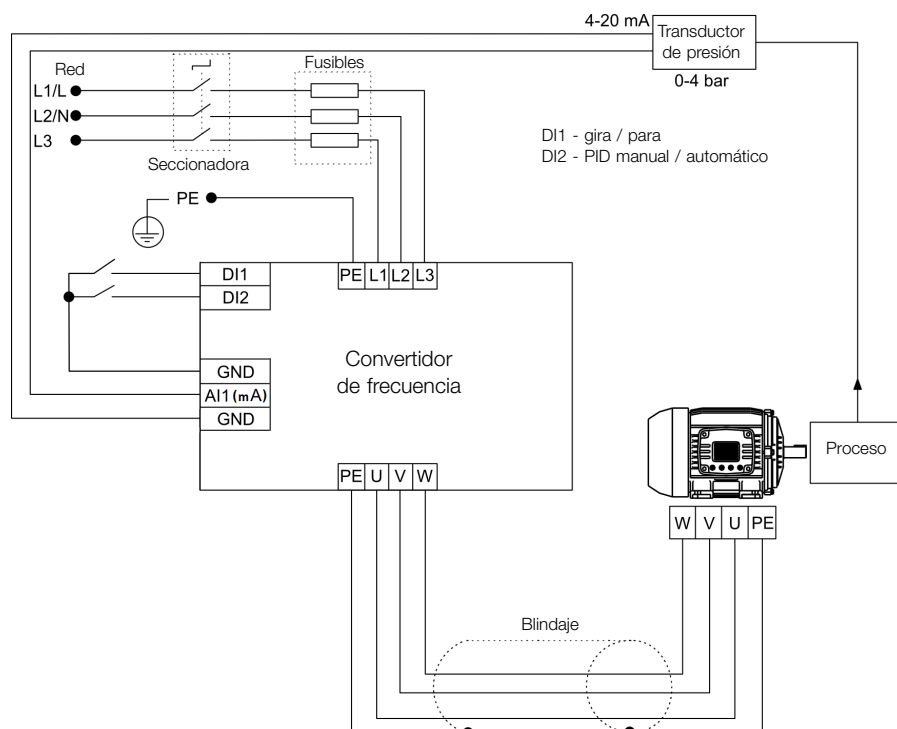 4-20 mA
Transductor
de presión
0-4 bar
Red
Fusibles
L1/L
L2/N
L3
Seccionadora
DI1 - gira / para
DI2 - PID manual / automático
PE
PE L1 L2 L3
DI1
DI2
Convertidor
de frecuencia
GND
AI1 (mA)
GND
Proceso
PE U V W
W V U PE
Blindaje